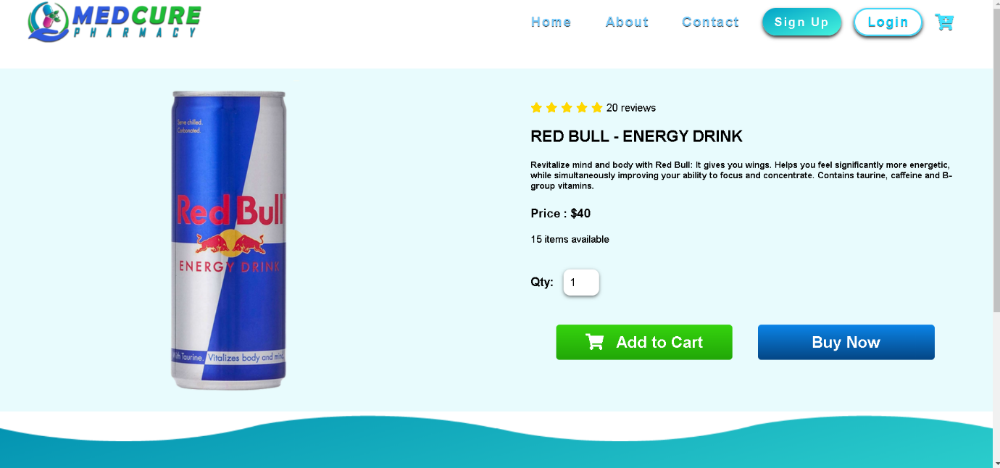 MEDCURE
PHARMACY
Home
About
Contact
Sign Up
Login
Serve chilled.
Carbonated.
Red Bull
ENERGY DRINK
With Taurine. Vitalizes body and mind.
20 reviews
RED BULL - ENERGY DRINK
Revitalize mind and body with Red Bull: It gives you wings. Helps you feel significantly more energetic,
while simultaneously improving your ability to focus and concentrate. Contains taurine, caffeine and B-
group vitamins.
Price : $40
15 items available
Qty: 1
Add to Cart
Buy Now